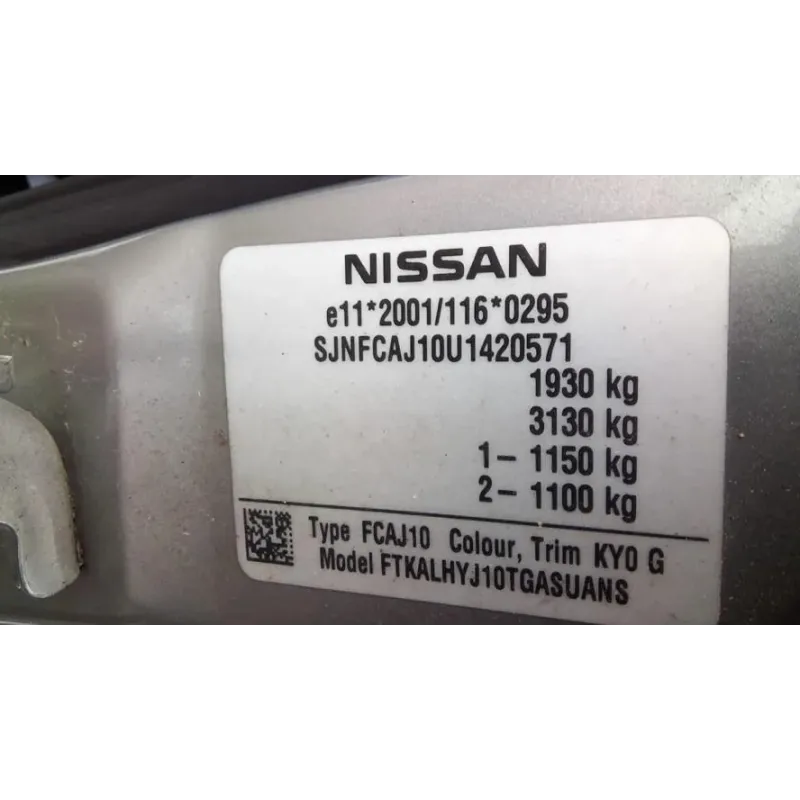 NISSAN
e11*2001/116*0295
SJNFCAJ10U1420571
1930 kg
3130 kg
1- 1150 kg
2- 1100 kg
Type FCAJ10 Colour, Trim KY0 G
Model FTKALHYJ10TGASUANS